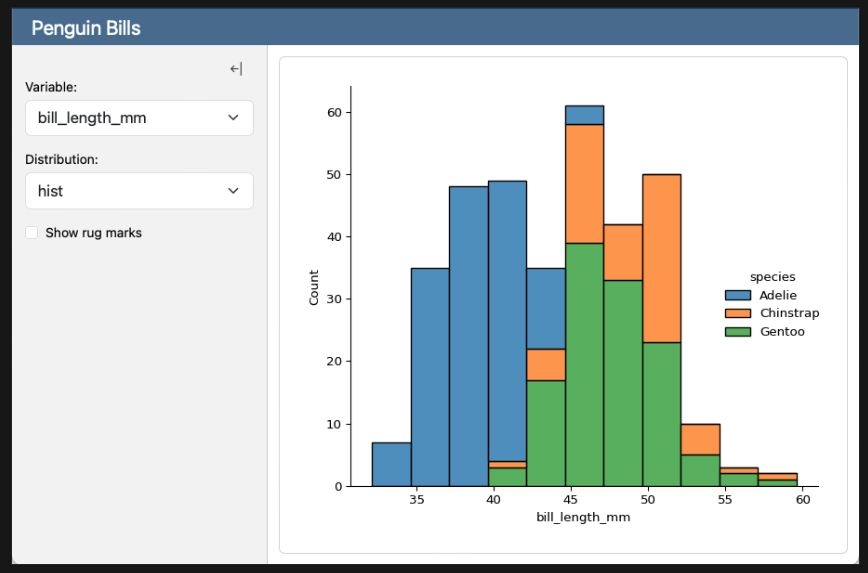 Penguin Bills
Variable:
bill_length_mm
Distribution:
hist
Show rug marks
60
50
40
30
20
10
0
Count
35 40 45 50 55 60
bill_length_mm
species
Adelie
Chinstrap
Gentoo